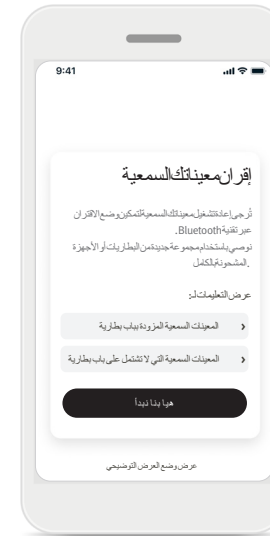 9:41
إقران معيناتك السمعية
تُرجى إعادة تشغيل معيناتك السمعية لتمكين وضع الاقتران
عبر تقنية Bluetooth.
نوصي باستخدام مجموعة جديدة من البطاريات أو الأجهزة
المشحونة بالكامل.
عرض التعليمات لـ:
المعينات السمعية المزودة بباب بطارية
المعينات السمعية التي لا تشتمل على باب بطارية
هيا بنا نبدأ
عرض وضع العرض التوضيحي